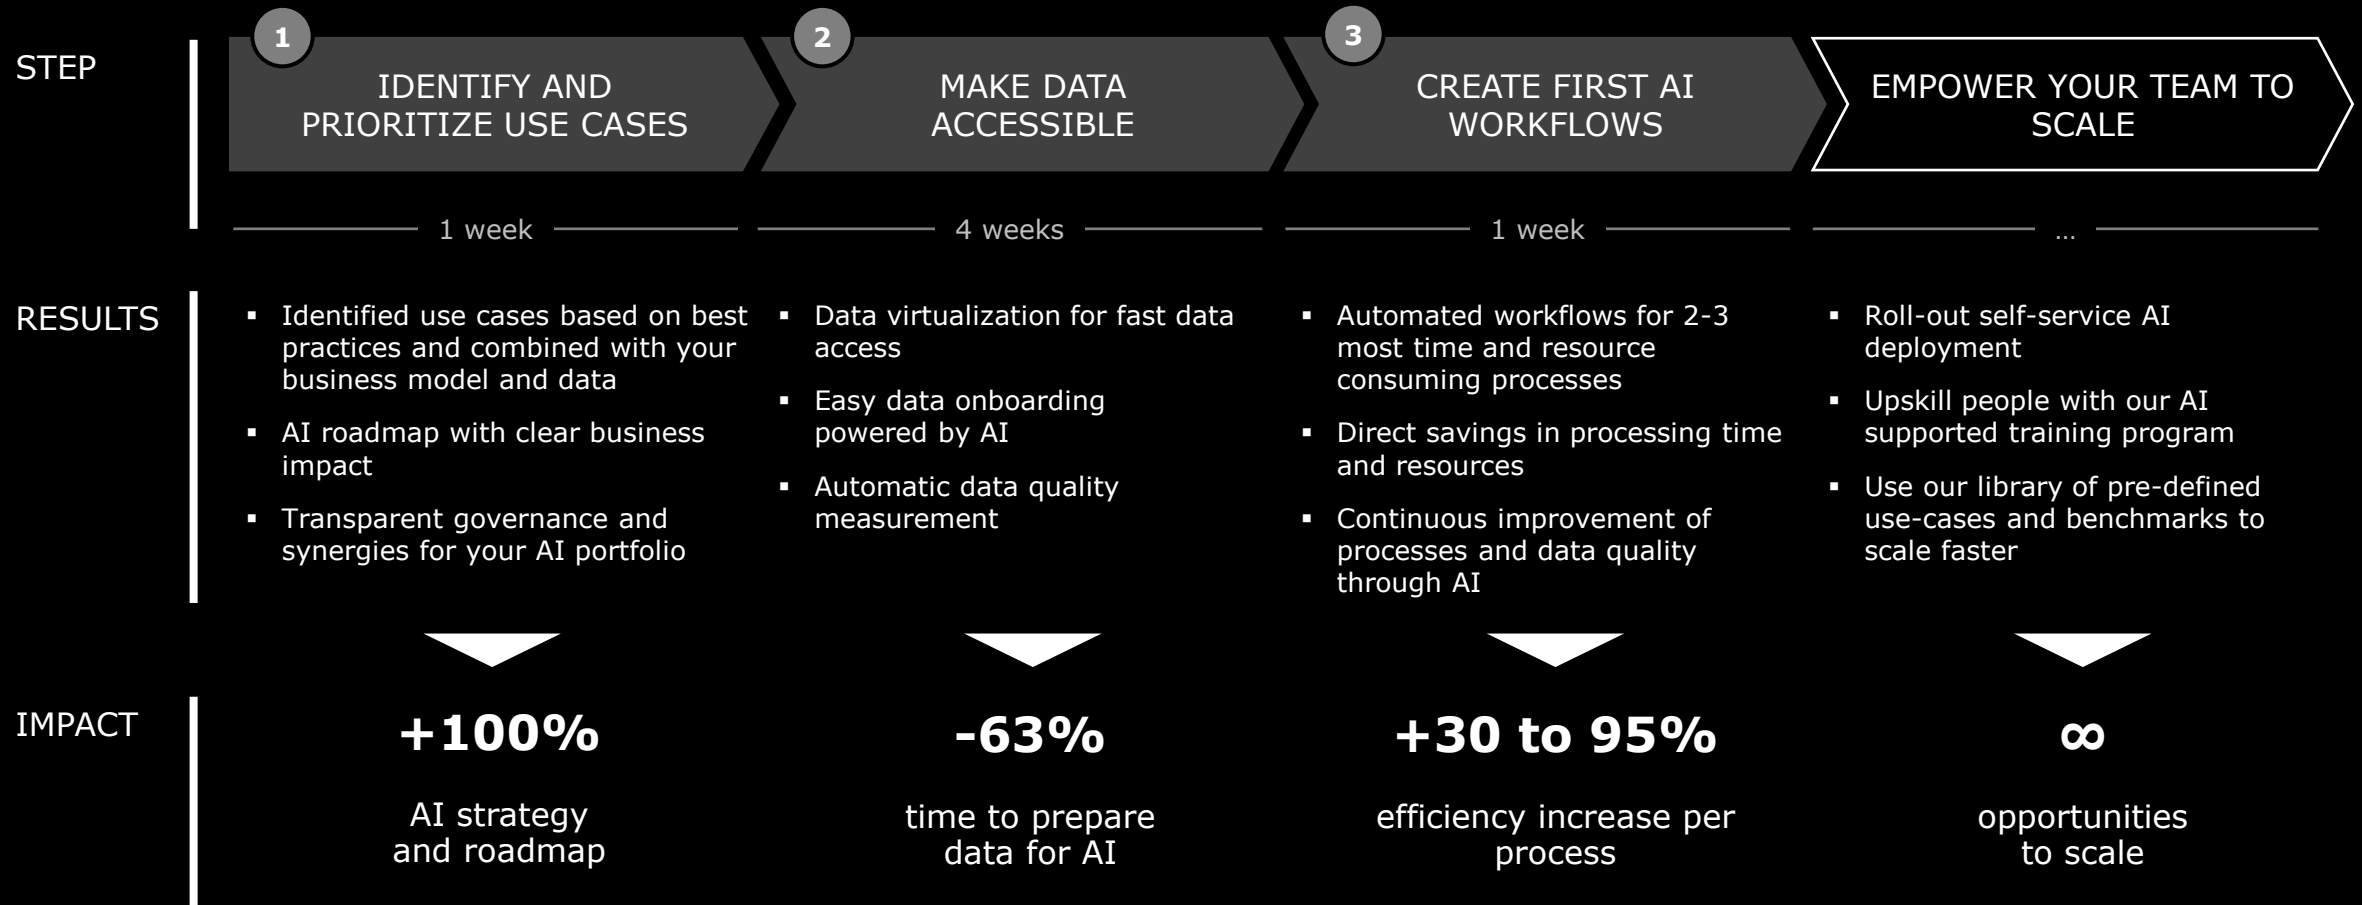 STEP
1
IDENTIFY AND
PRIORITIZE USE CASES
2
MAKE DATA
ACCESSIBLE
3
CREATE FIRST AI
WORKFLOWS
EMPOWER YOUR TEAM TO
SCALE
1 week
4 weeks
1 week
...
RESULTS
▪ Identified use cases based on best
practices and combined with your
business model and data
▪ AI roadmap with clear business
impact
▪ Transparent governance and
synergies for your AI portfolio
▪ Data virtualization for fast data
access
▪ Easy data onboarding
powered by AI
▪ Automatic data quality
measurement
▪ Automated workflows for 2-3
most time and resource
consuming processes
▪ Direct savings in processing time
and resources
▪ Continuous improvement of
processes and data quality
through AI
▪ Roll-out self-service AI
deployment
▪ Upskill people with our AI
supported training program
▪ Use our library of pre-defined
use-cases and benchmarks to
scale faster
IMPACT
+100%
AI strategy
and roadmap
-63%
time to prepare
data for AI
+30 to 95%
efficiency increase per
process
∞
opportunities
to scale